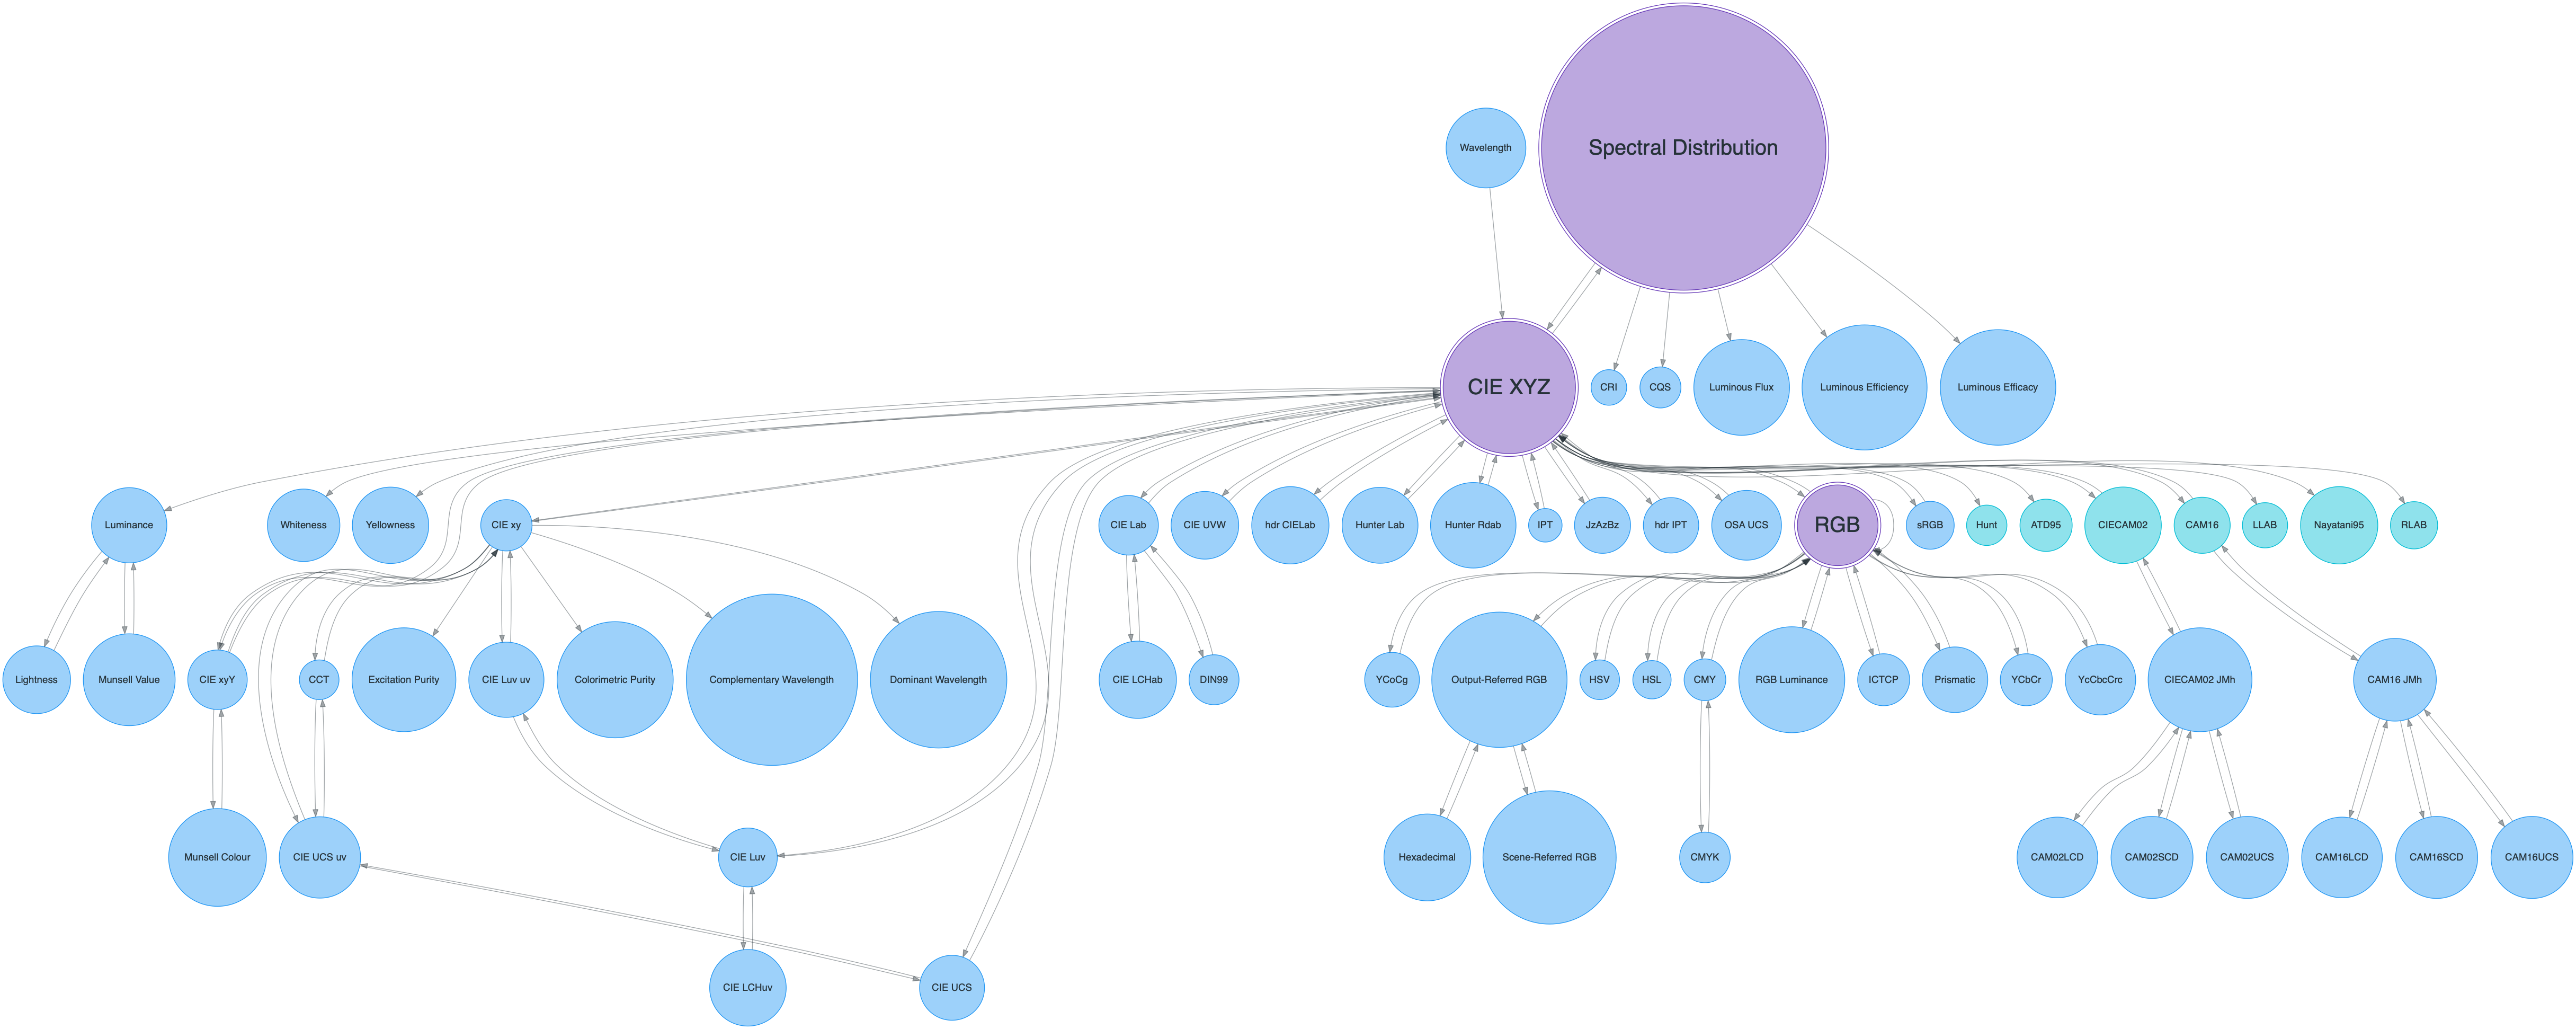 Spectral Distribution
Wavelength
CIE XYZ
CRI
CQS
Luminous Flux
Luminous Efficiency
Luminous Efficacy
Luminance
Whiteness
Yellowness
CIE xy
CIE Lab
CIE UVW
hdr CIELab
Hunter Lab
Hunter Rdab
IPT
JzAzBz
hdr IPT
OSA UCS
RGB
sRGB
Hunt
ATD95
CIECAM02
CAM16
LLAB
Nayatani95
RLAB
Lightness
Munsell Value
CIE xyY
CCT
Excitation Purity
CIE Luv uv
Colorimetric Purity
Complementary Wavelength
Dominant Wavelength
CIE LCHab
DIN99
YCoCg
Output-Referred RGB
HSV
HSL
CMY
RGB Luminance
ICTCP
Prismatic
YCbCr
YcCbcCrc
CIECAM02 JMh
CAM16 JMh
Munsell Colour
CIE UCS uv
CIE Luv
Hexadecimal
Scene-Referred RGB
CMYK
CAM02LCD
CAM02SCD
CAM02UCS
CAM16LCD
CAM16SCD
CAM16UCS
CIE LCHuv
CIE UCS